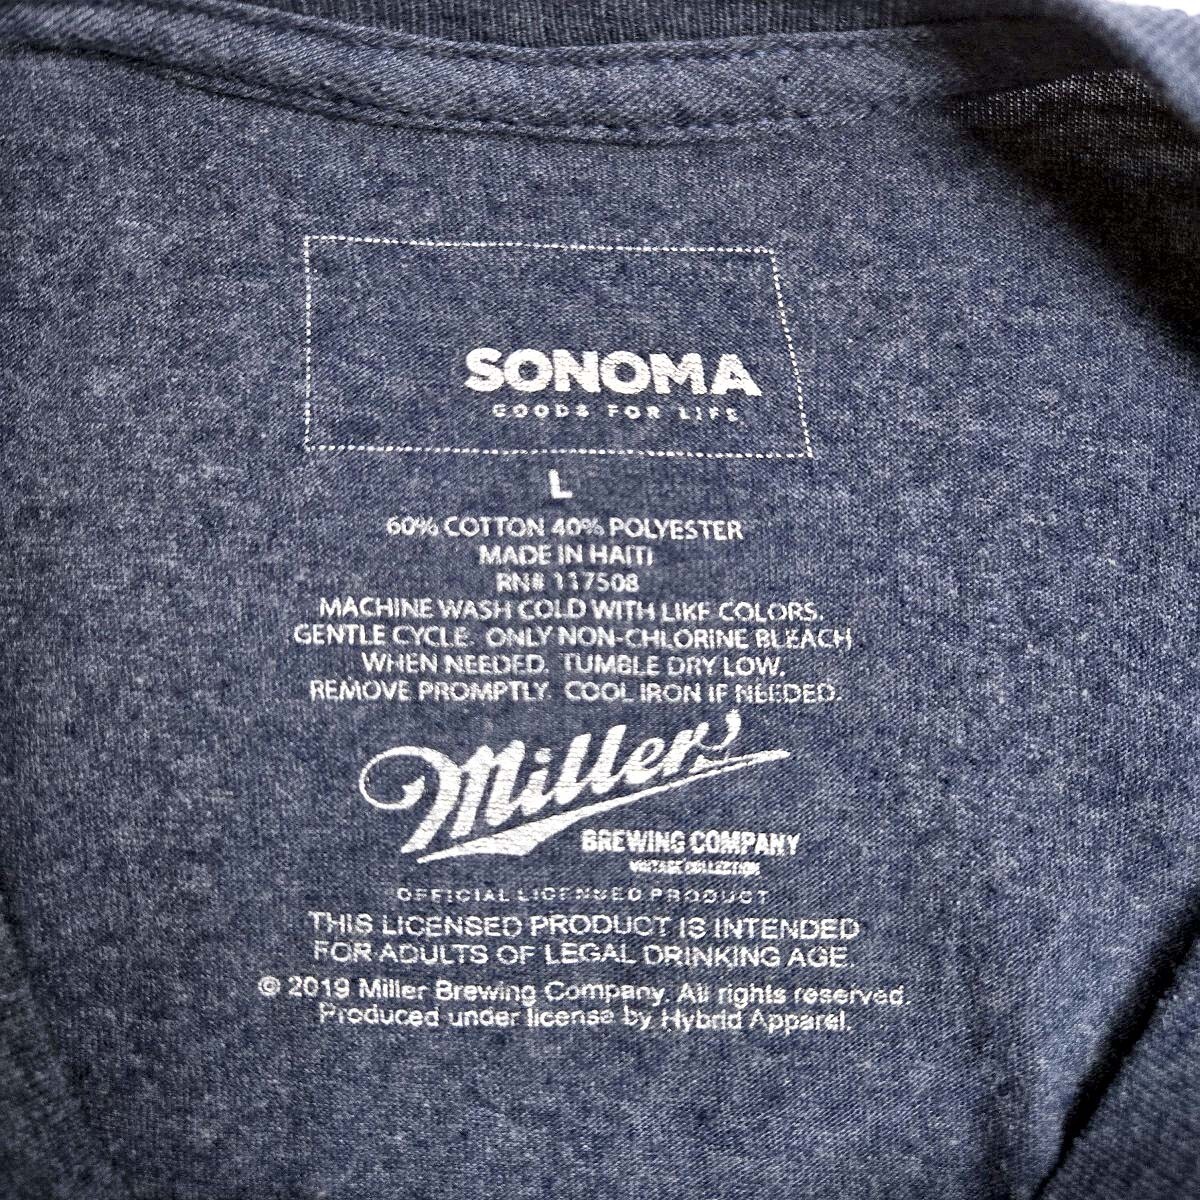 SONOMA
GOODS FOR LIFE
L
60% COTTON 40% POLYESTER
MADE IN HAITI
RN# 117508
MACHINE WASH COLD WITH LIKE COLORS.
GENTLE CYCLE. ONLY NON-CHLORINE BLEACH
WHEN NEEDED. TUMBLE DRY LOW.
REMOVE PROMPTLY. COOL IRON IF NEEDED.
Miller
BREWING COMPANY
VINTAGE COLLECTION
OFFICIAL LICENSED PRODUCT
THIS LICENSED PRODUCT IS INTENDED
FOR ADULTS OF LEGAL DRINKING AGE.
© 2019 Miller Brewing Company. All rights reserved.
Produced under license by Hybrid Apparel.